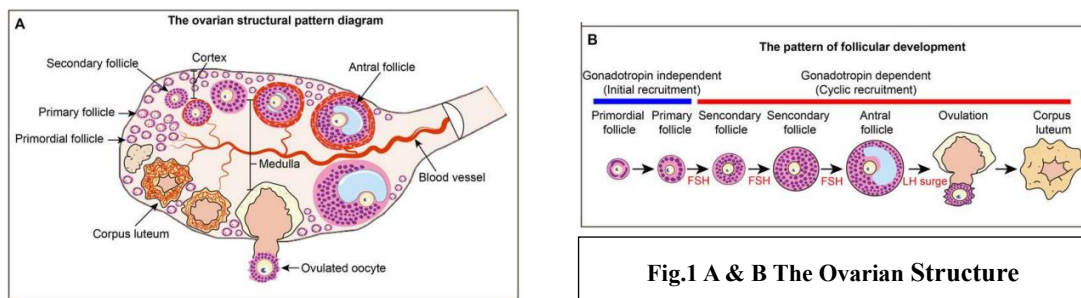 A
The ovarian structural pattern diagram
Cortex
Secondary follicle
Antral follicle
Primary follicle
Primordial follicle
Medulla
Blood vessel
Corpus luteum
Ovulated oocyte
B
The pattern of follicular development
Gonadotropin independent
(Initial recruitment)
Gonadotropin dependent
(Cyclic recruitment)
Primordial
follicle
Primary
follicle
Sencondary
follicle
Sencondary
follicle
Antral
follicle
Ovulation
Corpus
luteum
FSH
FSH
FSH
LH surge
Fig.1 A & B The Ovarian Structure